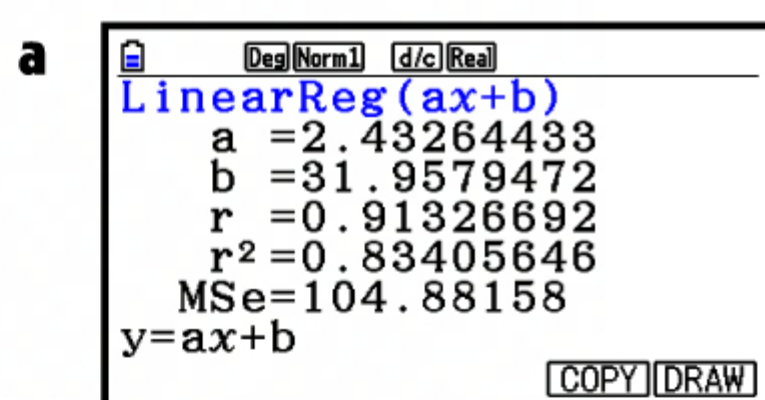 a
Deg Norm1 d/c Real
LinearReg(ax+b)
a =2.43264433
b =31.9579472
r =0.91326692
r²=0.83405646
MSe=104.88158
y=ax+b
COPY DRAW